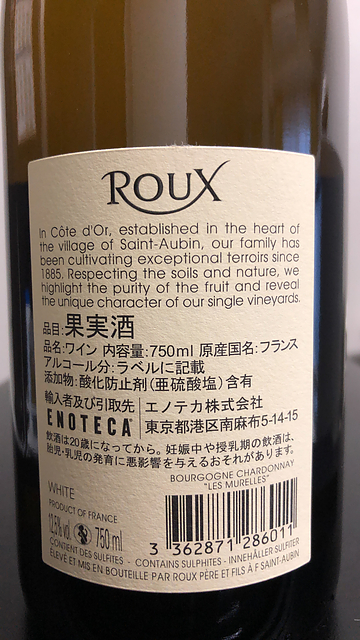 ROUX
In Côte d'Or, established in the heart of
the village of Saint-Aubin, our family has
been cultivating exceptional terroirs since
1885. Respecting the soils and nature, we
highlight the purity of the fruit and reveal
the unique character of our single vineyards.
品目:果実酒
品名:ワイン 内容量:750ml 原産国名:フランス
アルコール分:ラベルに記載
添加物:酸化防止剤(亜硫酸塩)含有
輸入者及び引取先 エノテカ株式会社
ENOTECA 東京都港区南麻布5-14-15
飲酒は20歳になってから。妊娠中や授乳期の飲酒は、
胎児・乳児の発育に悪影響を与えるおそれがあります。
BOURGOGNE CHARDONNAY
"LES MURELLES"
WHITE
PRODUCT OF FRANCE
12,5% vol. 750 ml
3 362871 286011
CONTIENT DES SULFITES - CONTAINS SULPHITES - INNEHÅLLER SULFITER
ÉLEVÉ ET MIS EN BOUTEILLE PAR ROUX PÈRE ET FILS À F SAINT-AUBIN